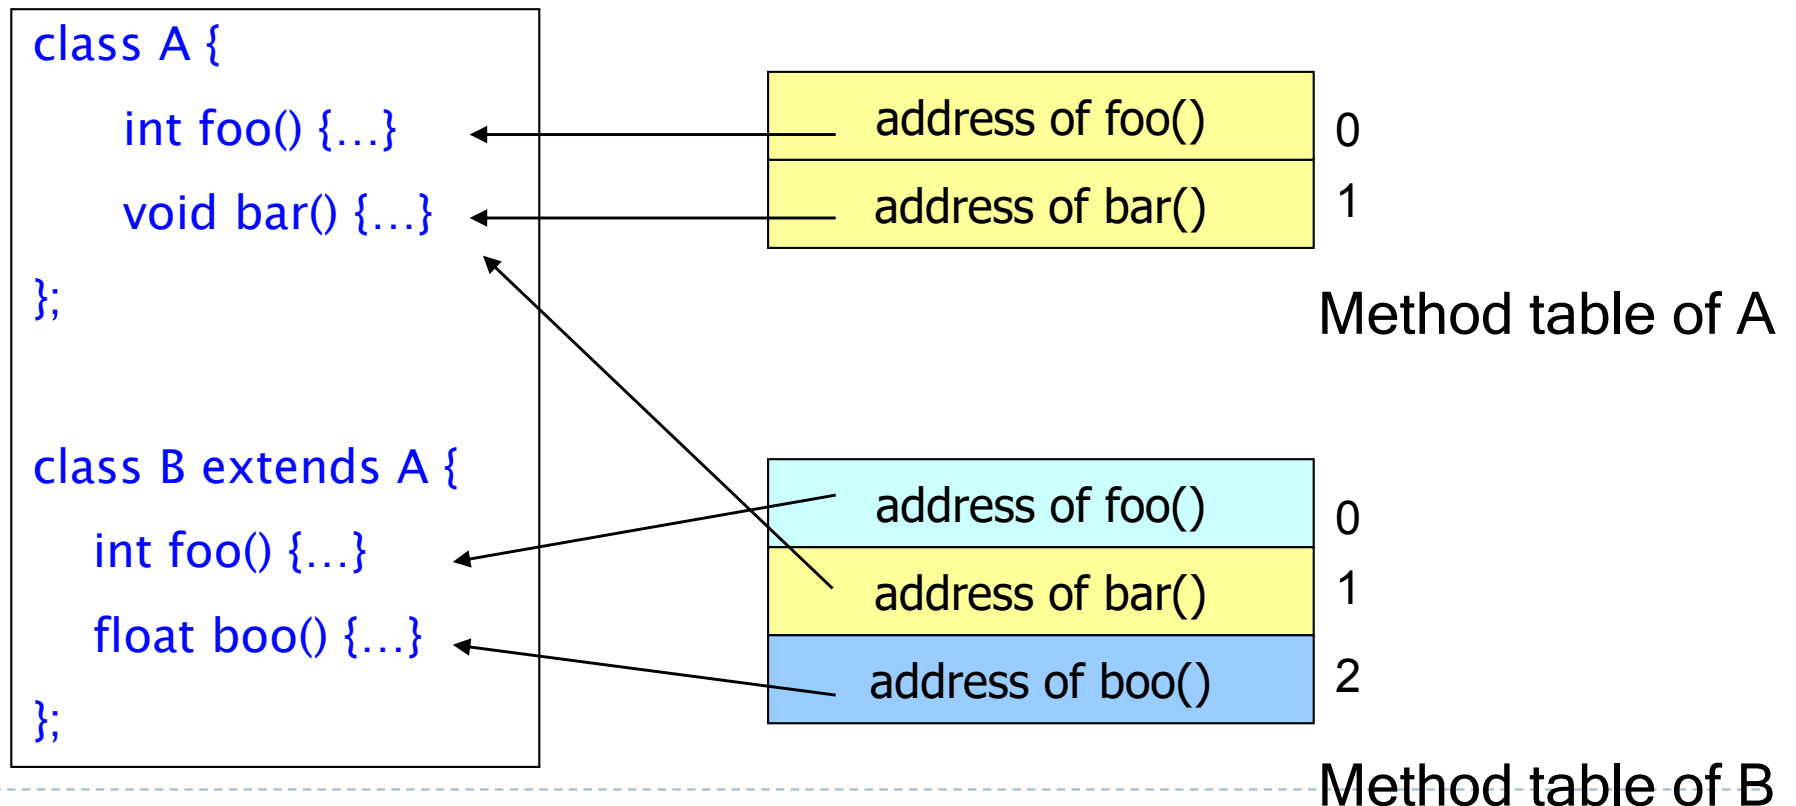 class A {
int foo() {…}
void bar() {…}
};
class B extends A {
int foo() {…}
float boo() {…}
};
address of foo() 0
address of bar() 1
Method table of A
address of foo() 0
address of bar() 1
address of boo() 2
Method table of B